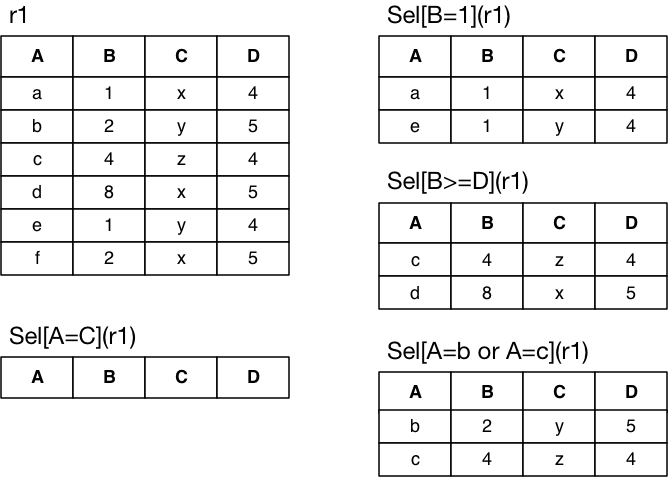 r1
A B C D
a 1 x 4
b 2 y 5
c 4 z 4
d 8 x 5
e 1 y 4
f 2 x 5
Sel[A=C](r1)
A B C D
Sel[B=1](r1)
A B C D
a 1 x 4
e 1 y 4
Sel[B>=D](r1)
A B C D
c 4 z 4
d 8 x 5
Sel[A=b or A=c](r1)
A B C D
b 2 y 5
c 4 z 4